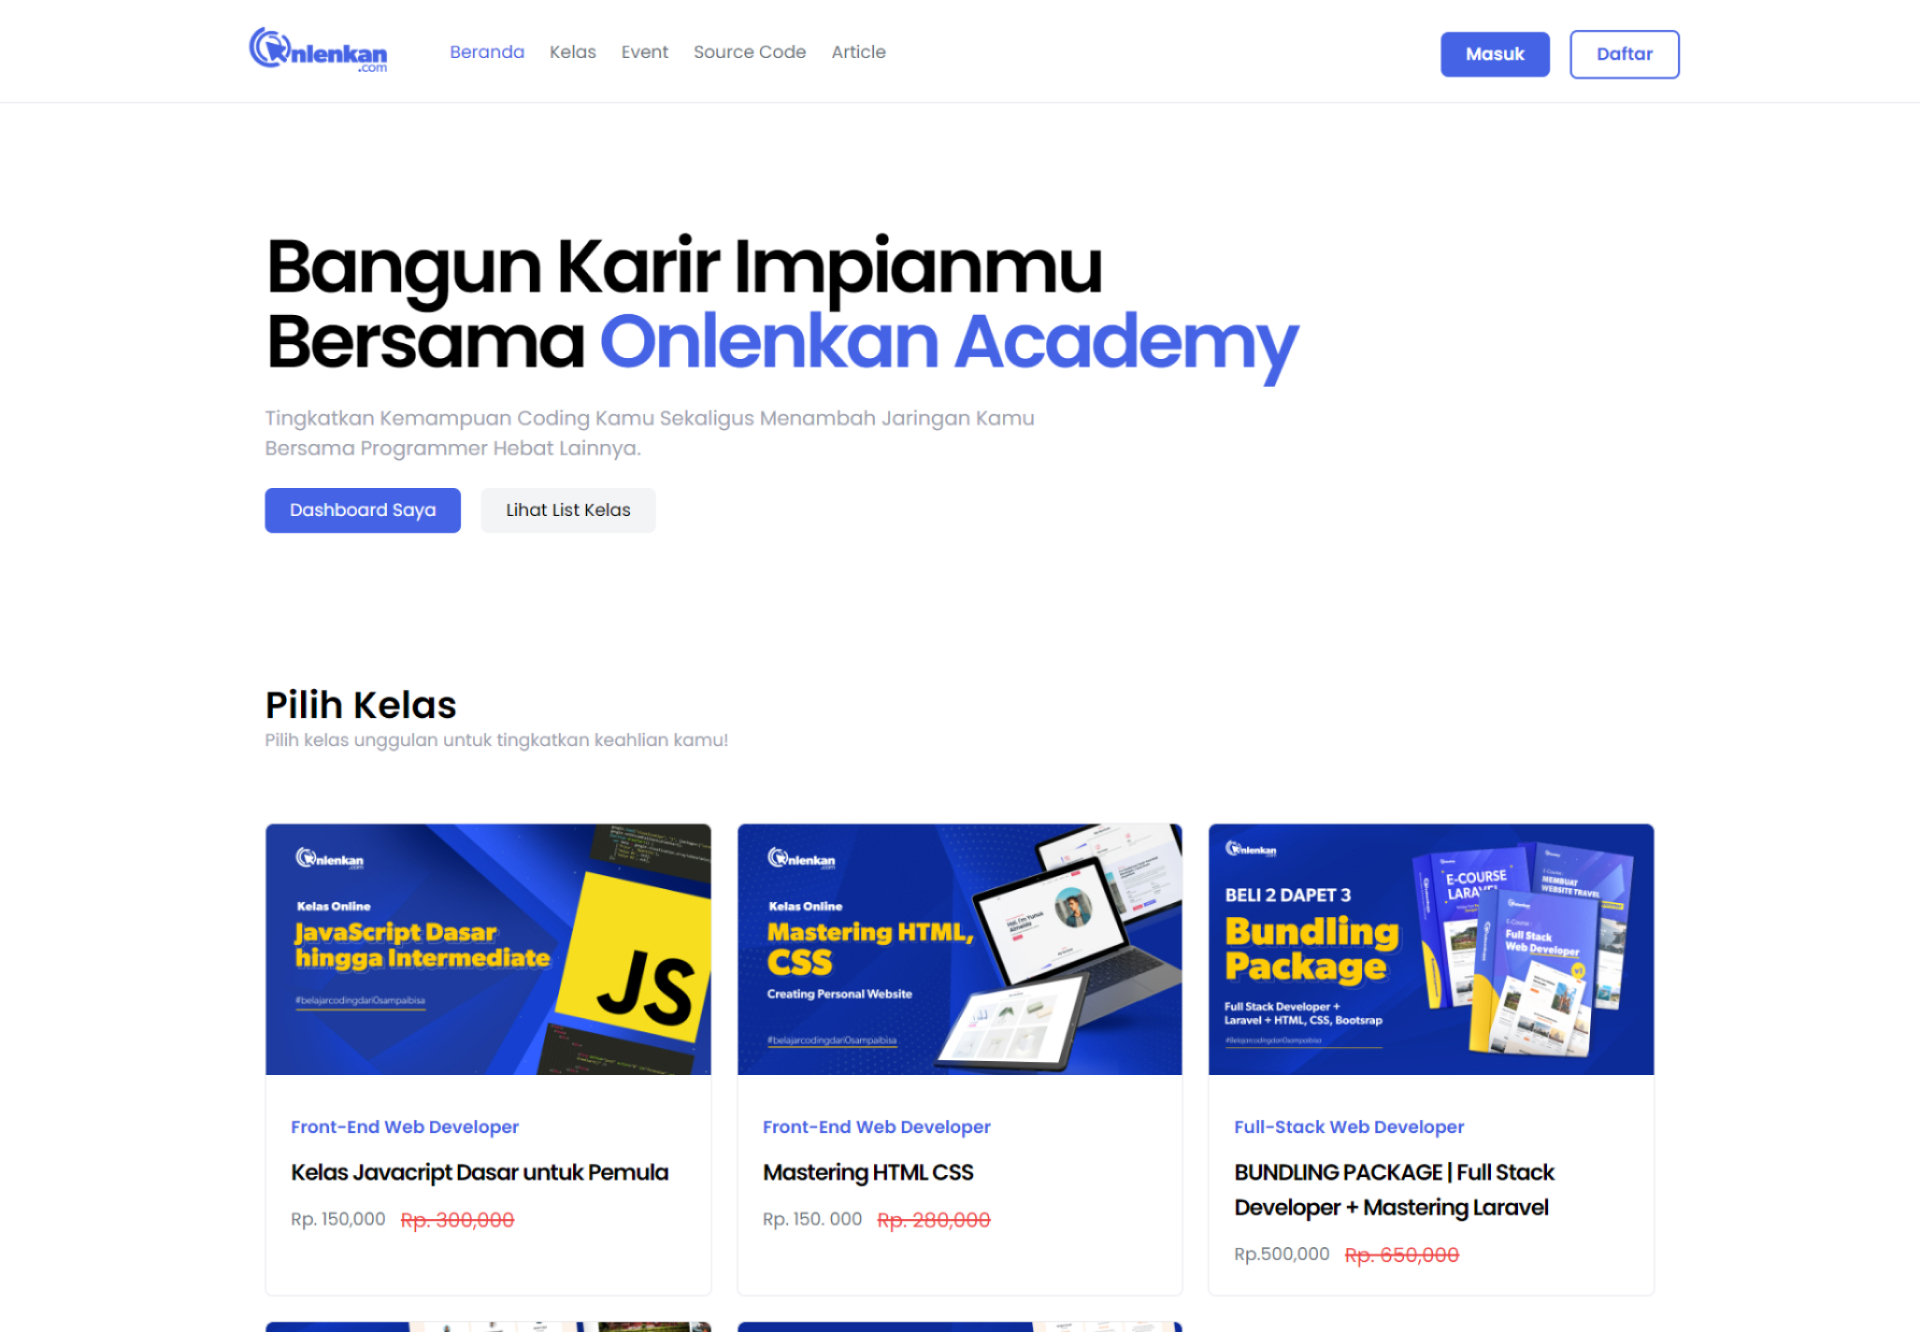 Onlenkan
.com
Beranda
Kelas
Event
Source Code
Article
Masuk
Daftar
Bangun Karir Impianmu
Bersama Onlenkan Academy
Tingkatkan Kemampuan Coding Kamu Sekaligus Menambah Jaringan Kamu
Bersama Programmer Hebat Lainnya.
Dashboard Saya
Lihat List Kelas
Pilih Kelas
Pilih kelas unggulan untuk tingkatkan keahlian kamu!
Onlenkan
.com
Kelas Online
JavaScript Dasar
hingga Intermediate
#belajarcodingdari0sampaibisa
JS
Front-End Web Developer
Kelas Javacript Dasar untuk Pemula
Rp. 150,000 Rp. 300,000
Onlenkan
.com
Kelas Online
Mastering HTML,
CSS
Creating Personal Website
#belajarcodingdari0sampaibisa
Front-End Web Developer
Mastering HTML CSS
Rp. 150. 000 Rp. 280,000
Onlenkan
.com
BELI 2 DAPET 3
Bundling
Package
Full Stack Developer +
Laravel + HTML, CSS, Bootsrap
#Belajarcodingdari0sampaibisa
E-COURSE
LARAVEL
MEMBUAT
WEBSITE TRAVEL
Full Stack
Web Developer
Full-Stack Web Developer
BUNDLING PACKAGE | Full Stack
Developer + Mastering Laravel
Rp.500,000 Rp. 650,000